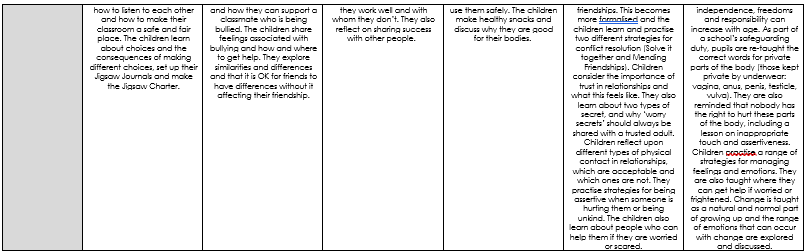 how to listen to each other
and how to make their
classroom a safe and fair
place. The children learn
about choices and the
consequences of making
different choices, set up their
Jigsaw Journals and make
the Jigsaw Charter.
and how they can support a
classmate who is being
bullied. The children share
feelings associated with
bullying and how and where
to get help. They explore
similarities and differences
and that it is OK for friends to
have differences without it
affecting their friendship.
they work well and with
whom they don't. They also
reflect on sharing success
with other people.
use them safely. The children
make healthy snacks and
discuss why they are good
for their bodies.
friendships. This becomes
more formalised and the
children learn and practise
two different strategies for
conflict resolution (Solve it
together and Mending
Friendships). Children
consider the importance of
trust in relationships and
what this feels like. They also
learn about two types of
secret, and why 'worry
secrets' should always be
shared with a trusted adult.
Children reflect upon
different types of physical
contact in relationships,
which are acceptable and
which ones are not. They
practise strategies for being
assertive when someone is
hurting them or being
unkind. The children also
learn about people who can
help them if they are worried
or scared.
independence, freedoms
and responsibility can
increase with age. As part of
a school's safeguarding
duty, pupils are re-taught the
correct words for private
parts of the body (those kept
private by underwear:
vagina, anus, penis, testicle,
vulva). They are also
reminded that nobody has
the right to hurt these parts
of the body, including a
lesson on inappropriate
touch and assertiveness.
Children practise a range of
strategies for managing
feelings and emotions. They
are also taught where they
can get help if worried or
frightened. Change is taught
as a natural and normal part
of growing up and the range
of emotions that can occur
with change are explored
and discussed.